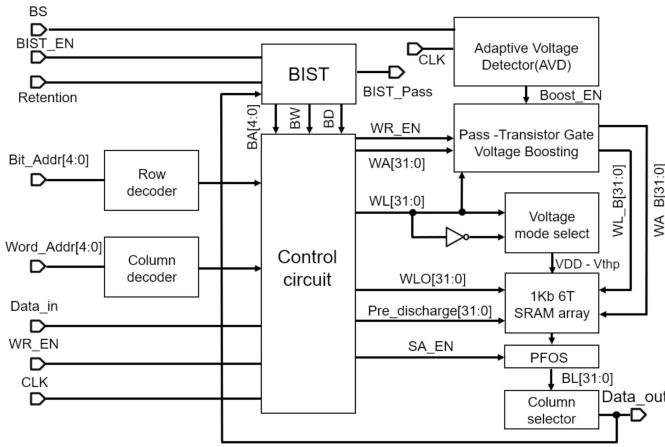 BS
BIST_EN
Retention
BIST
BIST_Pass
CLK
Adaptive Voltage
Detector(AVD)
Boost_EN
BA[4:0]
BW
BD
WR_EN
WA[31:0]
Pass -Transistor Gate
Voltage Boosting
Bit_Addr[4:0]
Row
decoder
WL[31:0]
Voltage
mode select
WL_B[31:0]
WA_B[31:0]
Word_Addr[4:0]
Column
decoder
Control
circuit
VDD - Vthp
WLO[31:0]
1Kb 6T
SRAM array
Data_in
Pre_discharge[31:0]
WR_EN
SA_EN
PFOS
CLK
BL[31:0]
Column
selector
Data_out